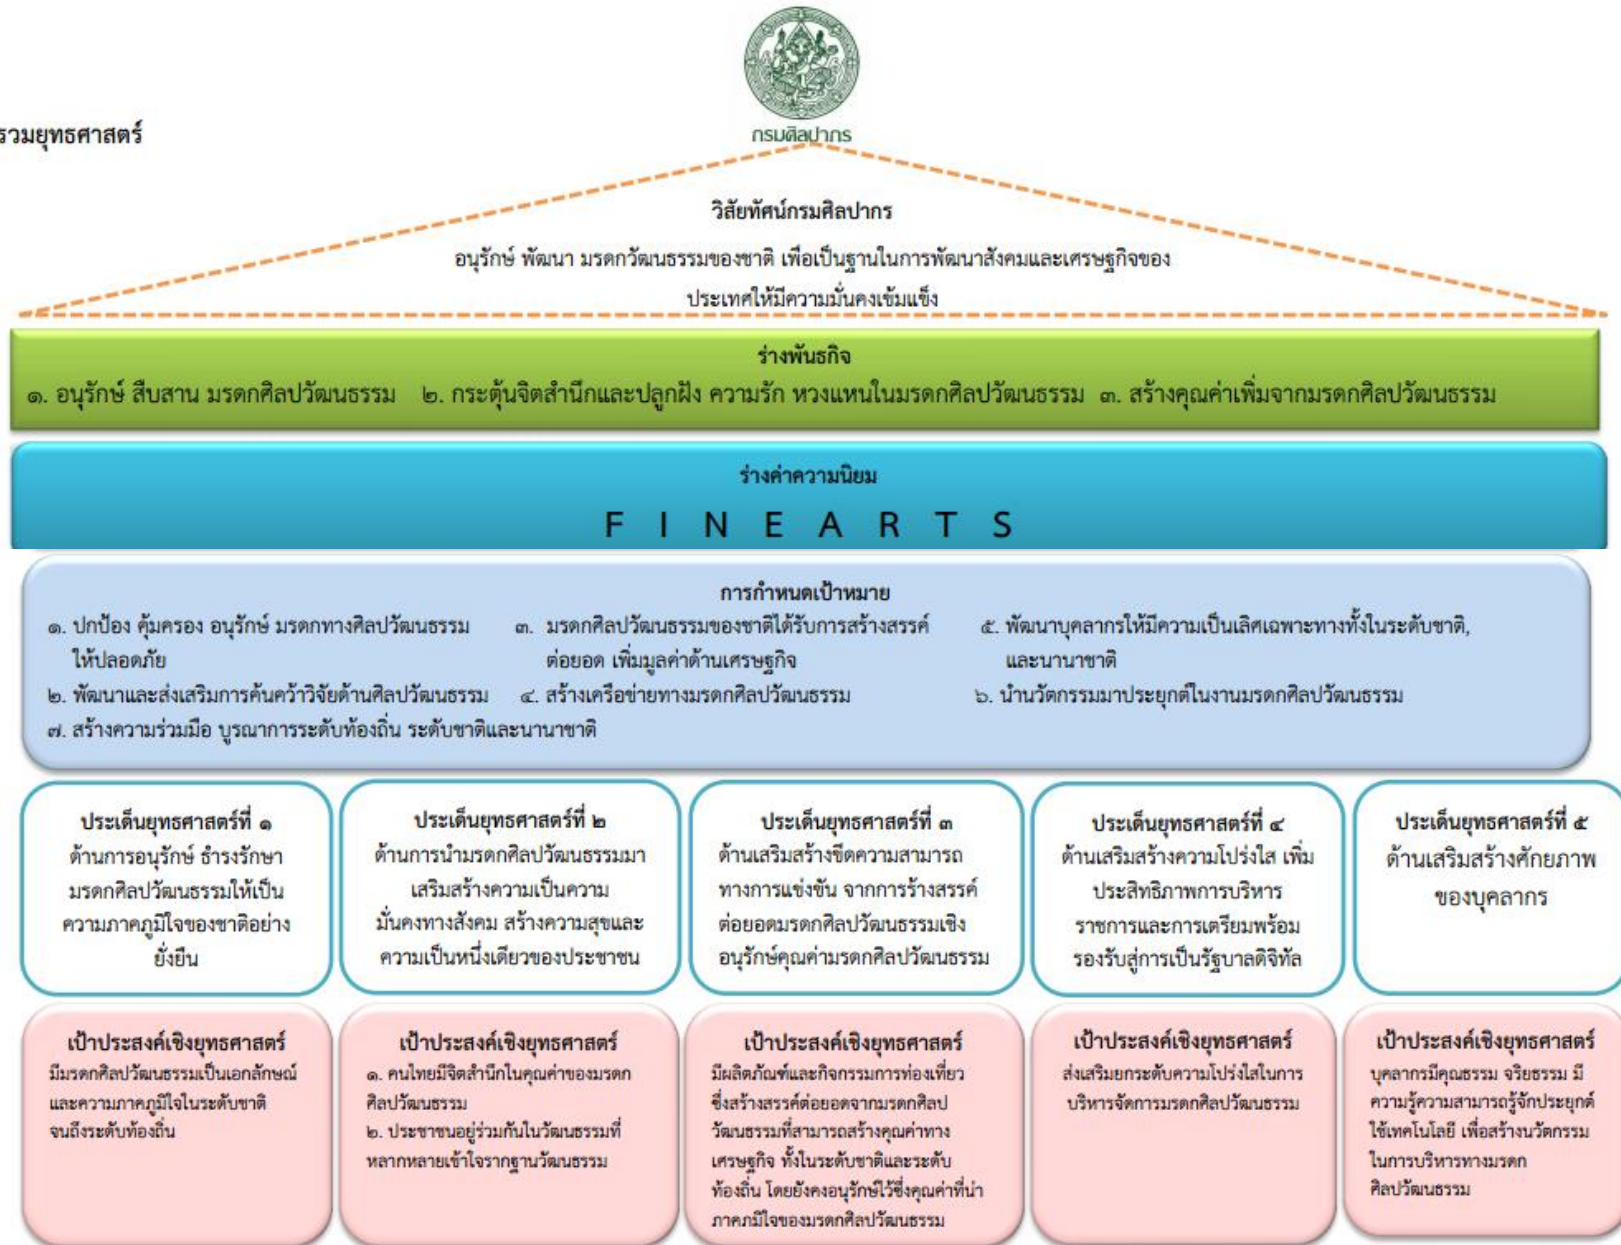 กรมศิลปากร
รวมยุทธศาสตร์
วิสัยทัศน์กรมศิลปากร
อนุรักษ์ พัฒนา มรดกวัฒนธรรมของชาติ เพื่อเป็นฐานในการพัฒนาสังคมและเศรษฐกิจของ
ประเทศให้มีความมั่นคงเข้มแข็ง
ร่างพันธกิจ
๑. อนุรักษ์ สืบสาน มรดกศิลปวัฒนธรรม ๒. กระตุ้นจิตสำนึกและปลูกฝัง ความรัก หวงแหนในมรดกศิลปวัฒนธรรม ๓. สร้างคุณค่าเพิ่มจากมรดกศิลปวัฒนธรรม
ร่างค่าความนิยม
F I N E A R T S
การกำหนดเป้าหมาย
๑. ปกป้อง คุ้มครอง อนุรักษ์ มรดกทางศิลปวัฒนธรรม
ให้ปลอดภัย
๒. พัฒนาและส่งเสริมการค้นคว้าวิจัยด้านศิลปวัฒนธรรม
๓. มรดกศิลปวัฒนธรรมของชาติได้รับการสร้างสรรค์
ต่อยอด เพิ่มมูลค่าด้านเศรษฐกิจ
๔. สร้างเครือข่ายทางมรดกศิลปวัฒนธรรม
๕. พัฒนาบุคลากรให้มีความเป็นเลิศเฉพาะทางทั้งในระดับชาติ,
และนานาชาติ
๖. นำนวัตกรรมมาประยุกต์ในงานมรดกศิลปวัฒนธรรม
๗. สร้างความร่วมมือ บูรณาการระดับท้องถิ่น ระดับชาติและนานาชาติ
ประเด็นยุทธศาสตร์ที่ ๑
ด้านการอนุรักษ์ ธำรงรักษา
มรดกศิลปวัฒนธรรมให้เป็น
ความภาคภูมิใจของชาติอย่าง
ยั่งยืน
ประเด็นยุทธศาสตร์ที่ ๒
ด้านการนำมรดกศิลปวัฒนธรรมมา
เสริมสร้างความเป็นความ
มั่นคงทางสังคม สร้างความสุขและ
ความเป็นหนึ่งเดียวของประชาชน
ประเด็นยุทธศาสตร์ที่ ๓
ด้านเสริมสร้างขีดความสามารถ
ทางการแข่งขัน จากการร้างสรรค์
ต่อยอดมรดกศิลปวัฒนธรรมเชิง
อนุรักษ์คุณค่ามรดกศิลปวัฒนธรรม
ประเด็นยุทธศาสตร์ที่ ๔
ด้านเสริมสร้างความโปร่งใส เพิ่ม
ประสิทธิภาพการบริหาร
ราชการและการเตรียมพร้อม
รองรับสู่การเป็นรัฐบาลดิจิทัล
ประเด็นยุทธศาสตร์ที่ ๕
ด้านเสริมสร้างศักยภาพ
ของบุคลากร
เป้าประสงค์เชิงยุทธศาสตร์
มีมรดกศิลปวัฒนธรรมเป็นเอกลักษณ์
และความภาคภูมิใจในระดับชาติ
จนถึงระดับท้องถิ่น
เป้าประสงค์เชิงยุทธศาสตร์
๑. คนไทยมีจิตสำนึกในคุณค่าของมรดก
ศิลปวัฒนธรรม
๒. ประชาชนอยู่ร่วมกันในวัฒนธรรมที่
หลากหลายเข้าใจรากฐานวัฒนธรรม
เป้าประสงค์เชิงยุทธศาสตร์
มีผลิตภัณฑ์และกิจกรรมการท่องเที่ยว
ซึ่งสร้างสรรค์ต่อยอดจากมรดกศิลป
วัฒนธรรมที่สามารถสร้างคุณค่าทาง
เศรษฐกิจ ทั้งในระดับชาติและระดับ
ท้องถิ่น โดยยังคงอนุรักษ์ไว้ซึ่งคุณค่าที่น่า
ภาคภูมิใจของมรดกศิลปวัฒนธรรม
เป้าประสงค์เชิงยุทธศาสตร์
ส่งเสริมยกระดับความโปร่งใสในการ
บริหารจัดการมรดกศิลปวัฒนธรรม
เป้าประสงค์เชิงยุทธศาสตร์
บุคลากรมีคุณธรรม จริยธรรม มี
ความรู้ความสามารถรู้จักประยุกต์
ใช้เทคโนโลยี เพื่อสร้างนวัตกรรม
ในการบริหารทางมรดก
ศิลปวัฒนธรรม